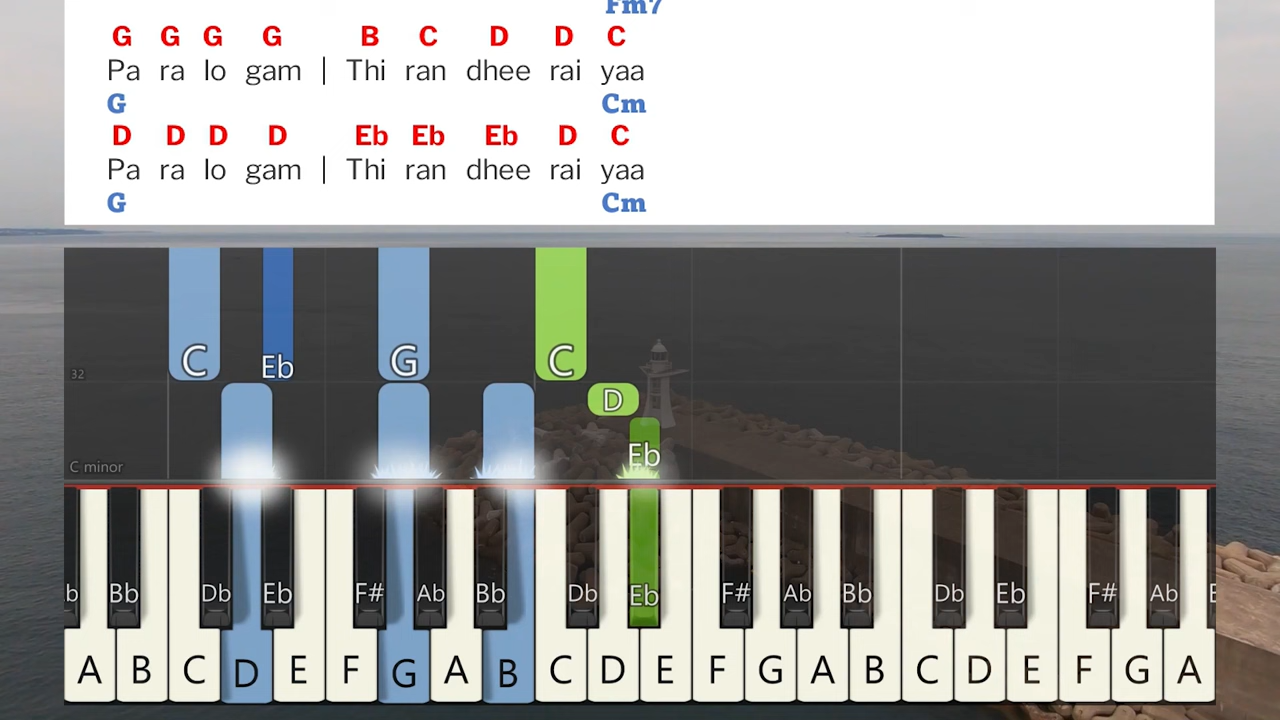 Fm7
G G G G B C D D C
Pa ra lo gam | Thi ran dhee rai yaa
G Cm
D D D D Eb Eb Eb D C
Pa ra lo gam | Thi ran dhee rai yaa
G Cm
C Eb G C
32
D
Eb
C minor
b Bb Db Eb F# Ab Bb Db Eb F# Ab Bb Db Eb F# Ab E
A B C D E F G A B C D E F G A B C D E F G A